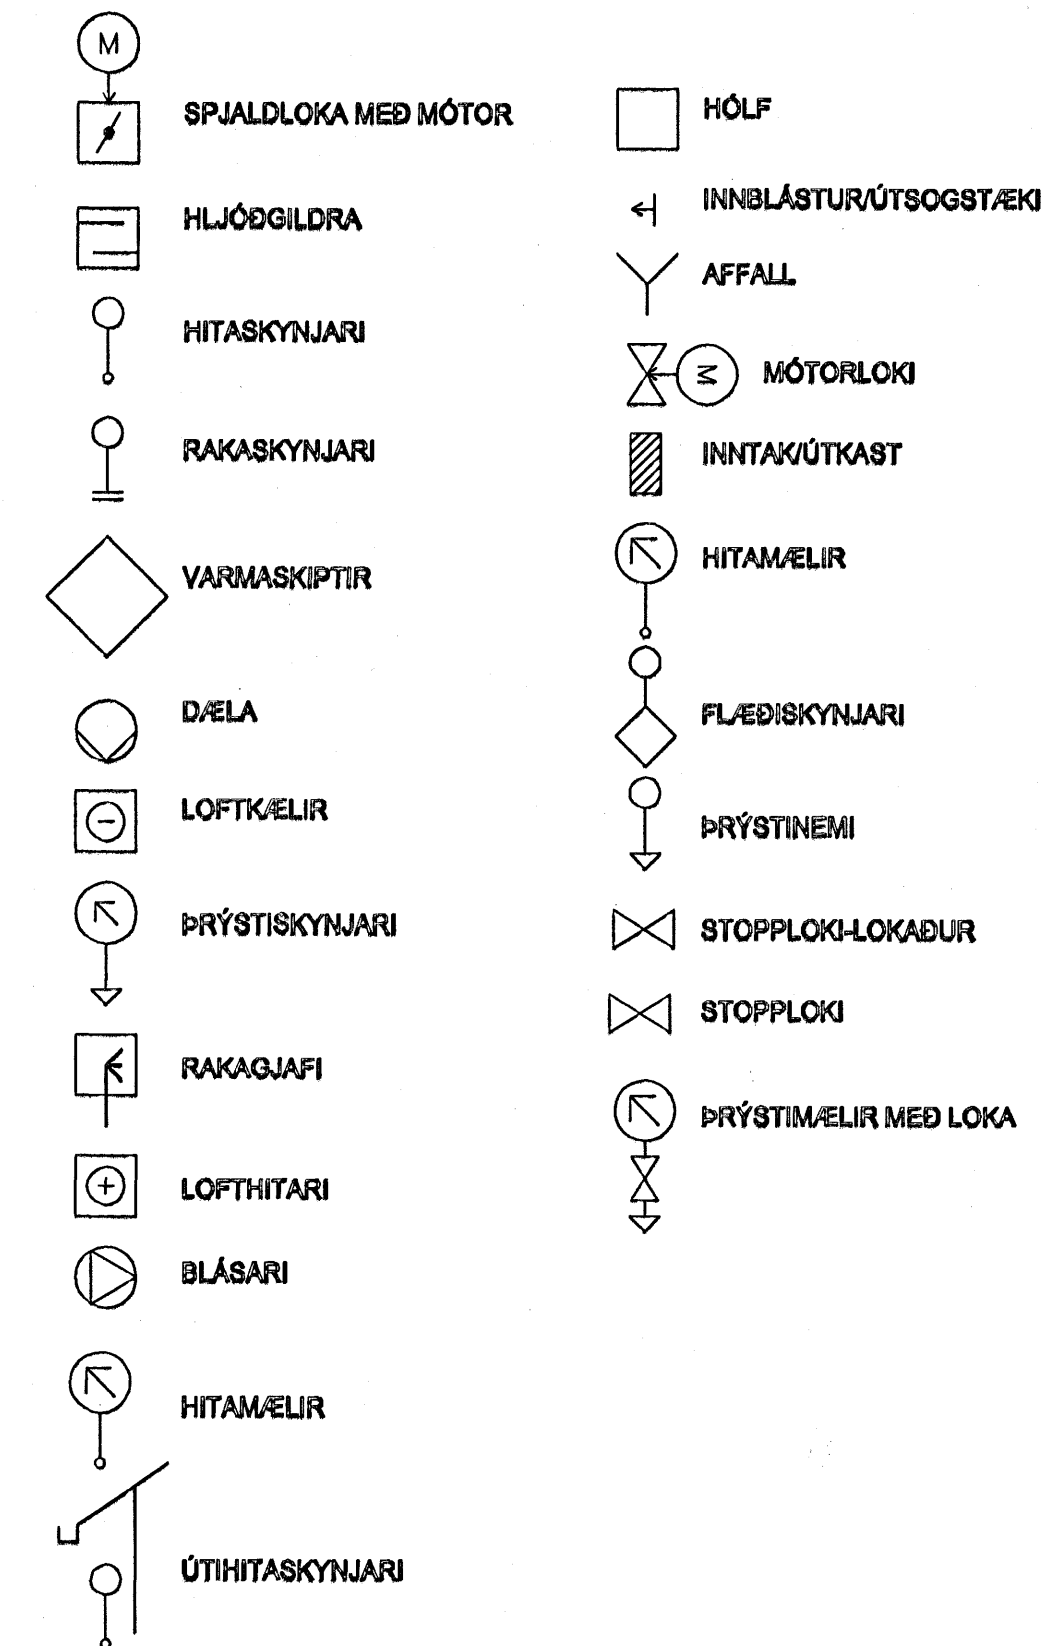 M
SPJALDLOKA MEÐ MÓTOR
HLJÓÐGILDRA
HITASKYNJARI
RAKASKYNJARI
VARMASKIPTIR
DÆLA
LOFTKÆLIR
ÞRÝSTISKYNJARI
RAKAGJAFI
LOFTHITARI
BLÁSARI
HITAMÆLIR
ÚTIHITASKYNJARI
HÓLF
INNBLÁSTUR/ÚTSOGSTÆKI
AFFALL
M
MÓTORLOKI
INNTAK/ÚTKAST
HITAMÆLIR
FLÆÐISKYNJARI
ÞRÝSTINEMI
STOPPLOKI-LOKAÐUR
STOPPLOKI
ÞRÝSTIMÆLIR MEÐ LOKA